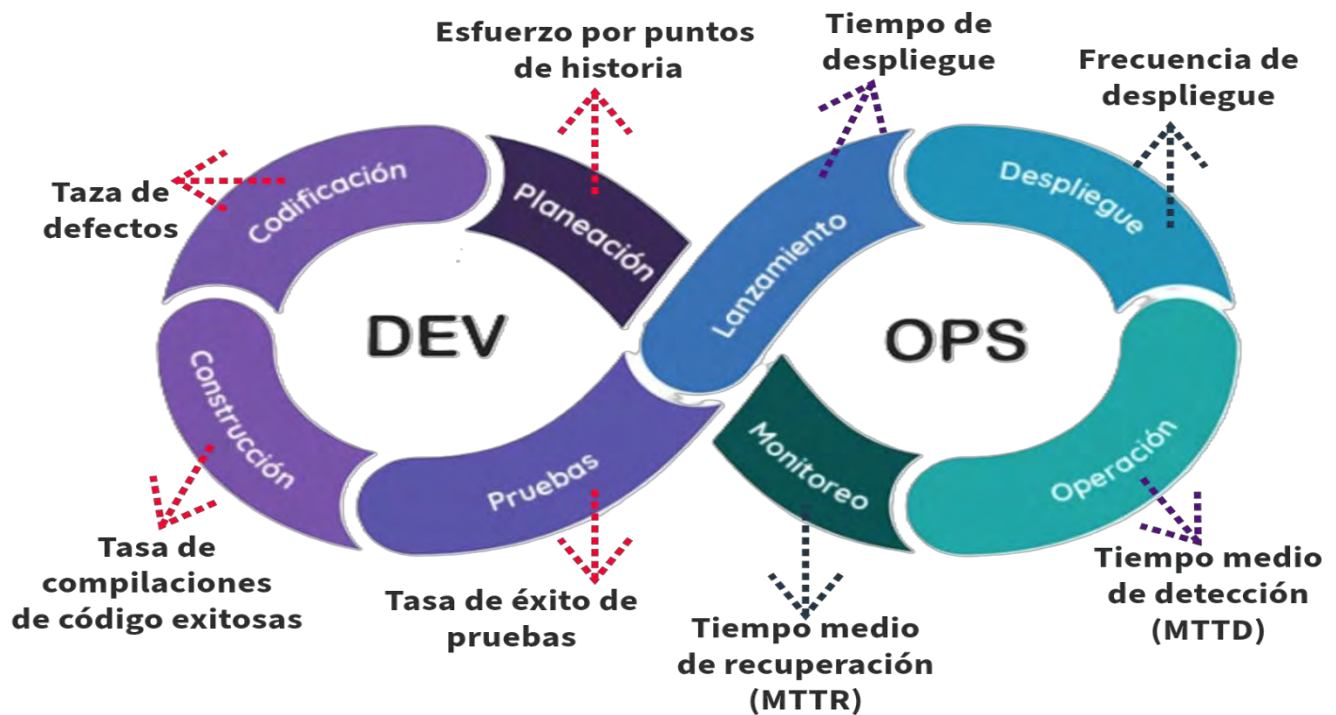 Esfuerzo por puntos
de historia
Tiempo de
despliegue
Frecuencia de
despliegue
Taza de
defectos
Codificación
Planeación
Lanzamiento
Despliegue
DEV
OPS
Construcción
Pruebas
Monitoreo
Operación
Tasa de
compilaciones
de código exitosas
Tasa de éxito de
pruebas
Tiempo medio
de recuperación
(MTTR)
Tiempo medio
de detección
(MTTD)